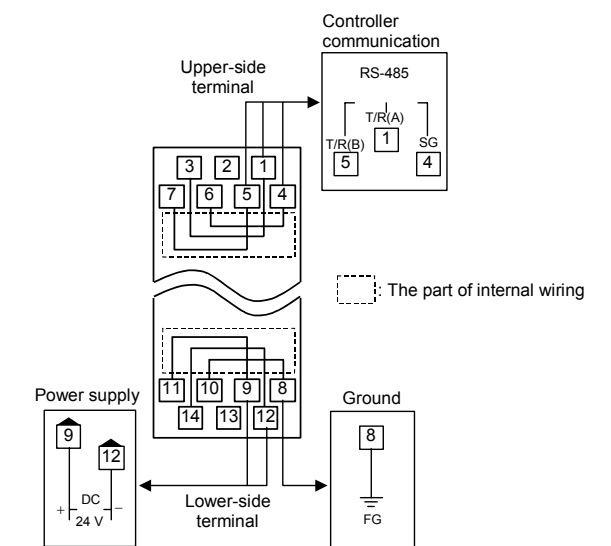 Controller
communication
Upper-side
terminal
RS-485
T/R(A)
T/R(B) 1 SG
5 4
3 2 1
7 6 5 4
: The part of internal wiring
11 10 9 8
14 13 12
Power supply
9
12
DC
+ 24 V −
Lower-side
terminal
Ground
8
FG